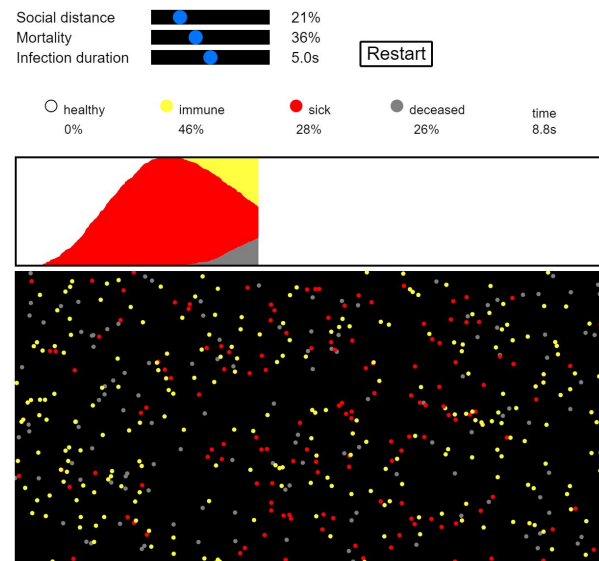 Social distance 21%
Mortality 36%
Infection duration 5.0s Restart
healthy immune sick deceased time
0% 46% 28% 26% 8.8s